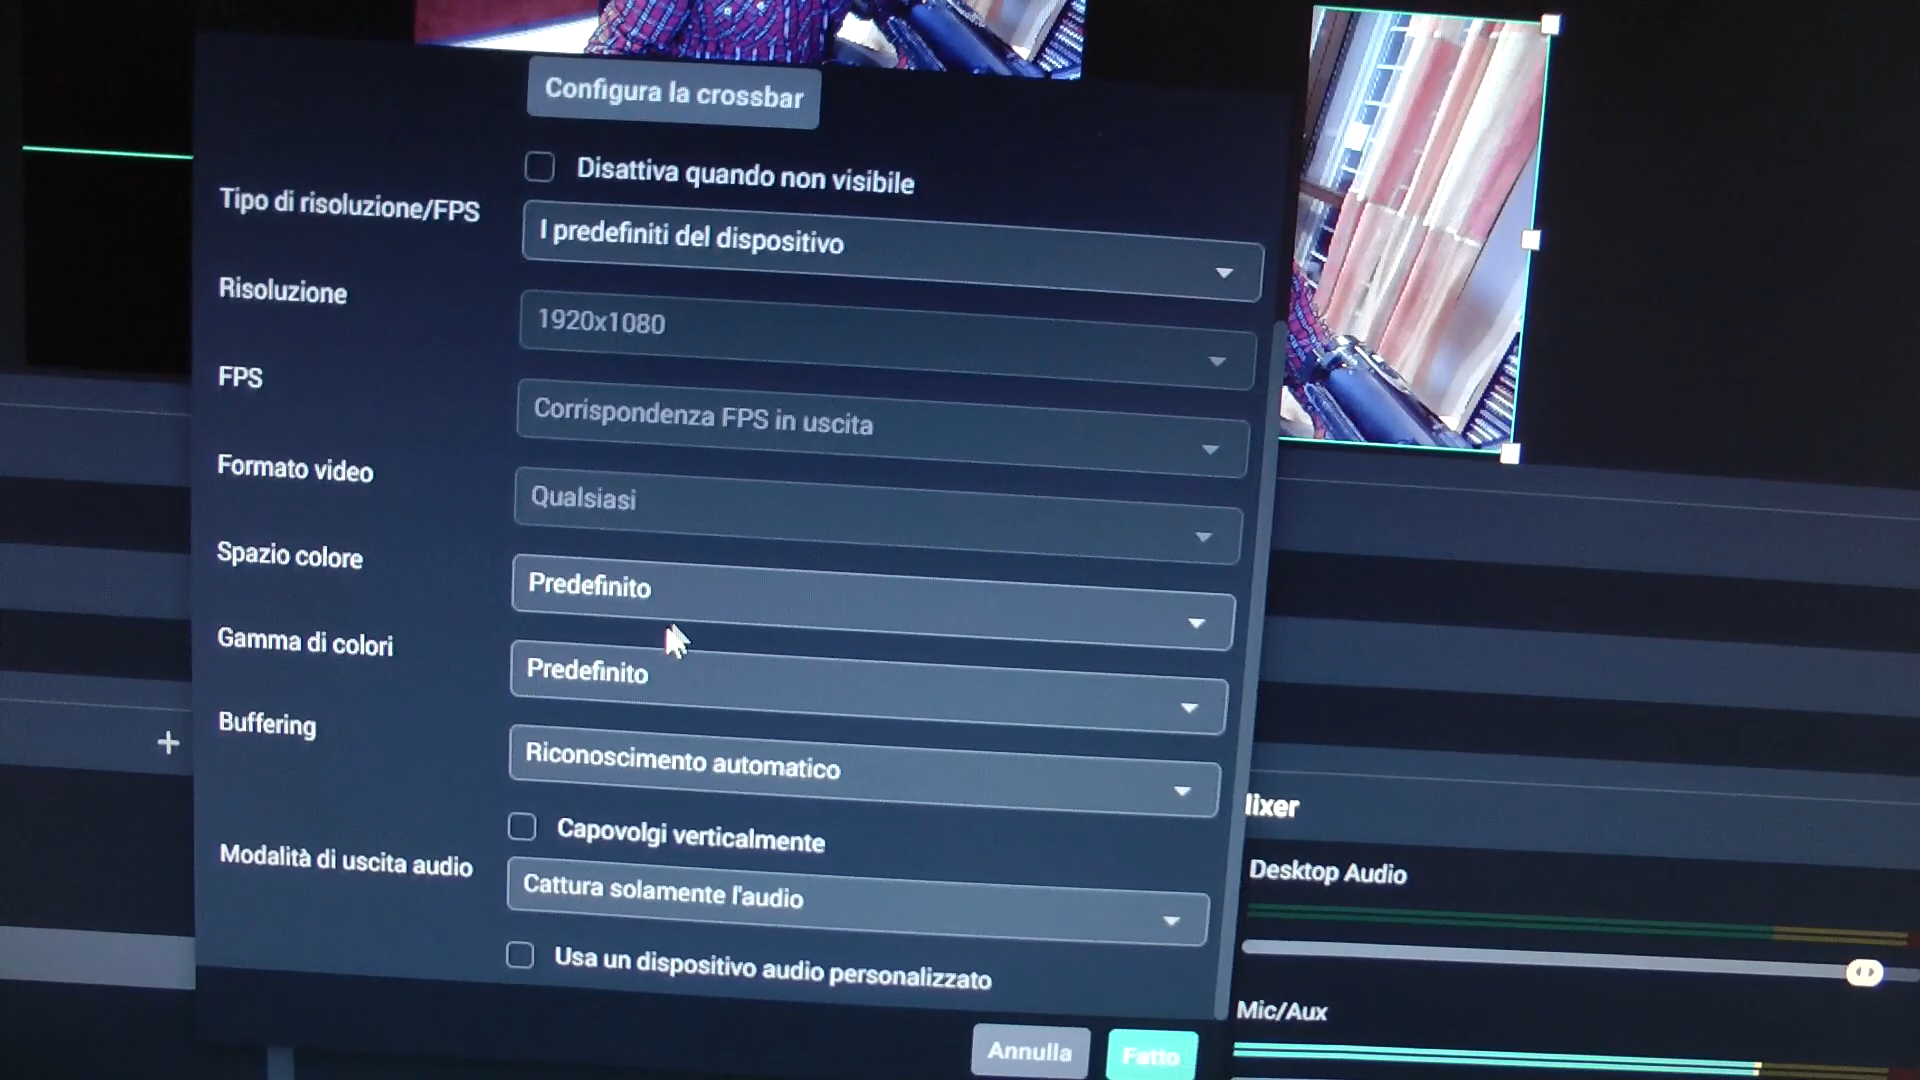 Configura la crossbar
Disattiva quando non visibile
Tipo di risoluzione/FPS
I predefiniti del dispositivo
Risoluzione
1920x1080
FPS
Corrispondenza FPS in uscita
Formato video
Qualsiasi
Spazio colore
Predefinito
Gamma di colori
Predefinito
Buffering
Riconoscimento automatico
Capovolgi verticalmente
Modalità di uscita audio
Cattura solamente l'audio
Usa un dispositivo audio personalizzato
Annulla
Fatto
lixer
Desktop Audio
Mic/Aux